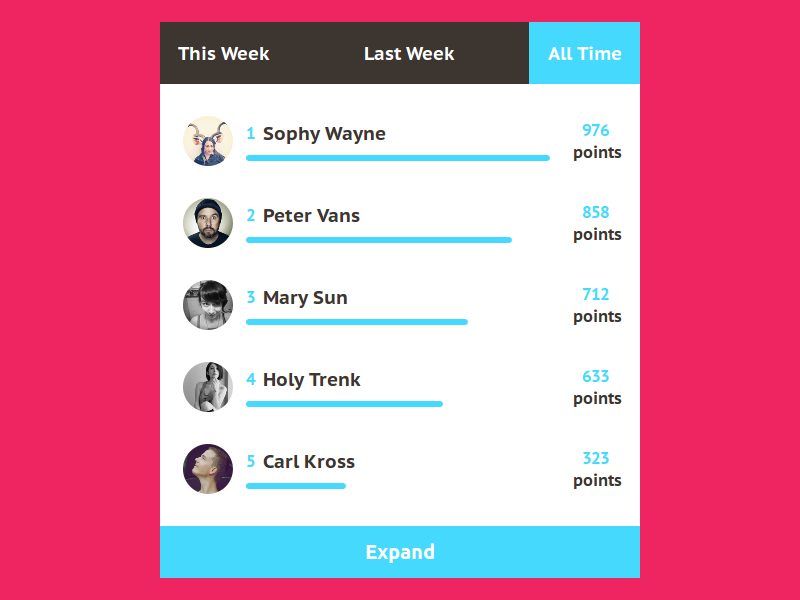 This Week Last Week All Time
1 Sophy Wayne
976 points
2 Peter Vans
858 points
3 Mary Sun
712 points
4 Holy Trenk
633 points
5 Carl Kross
323 points
Expand